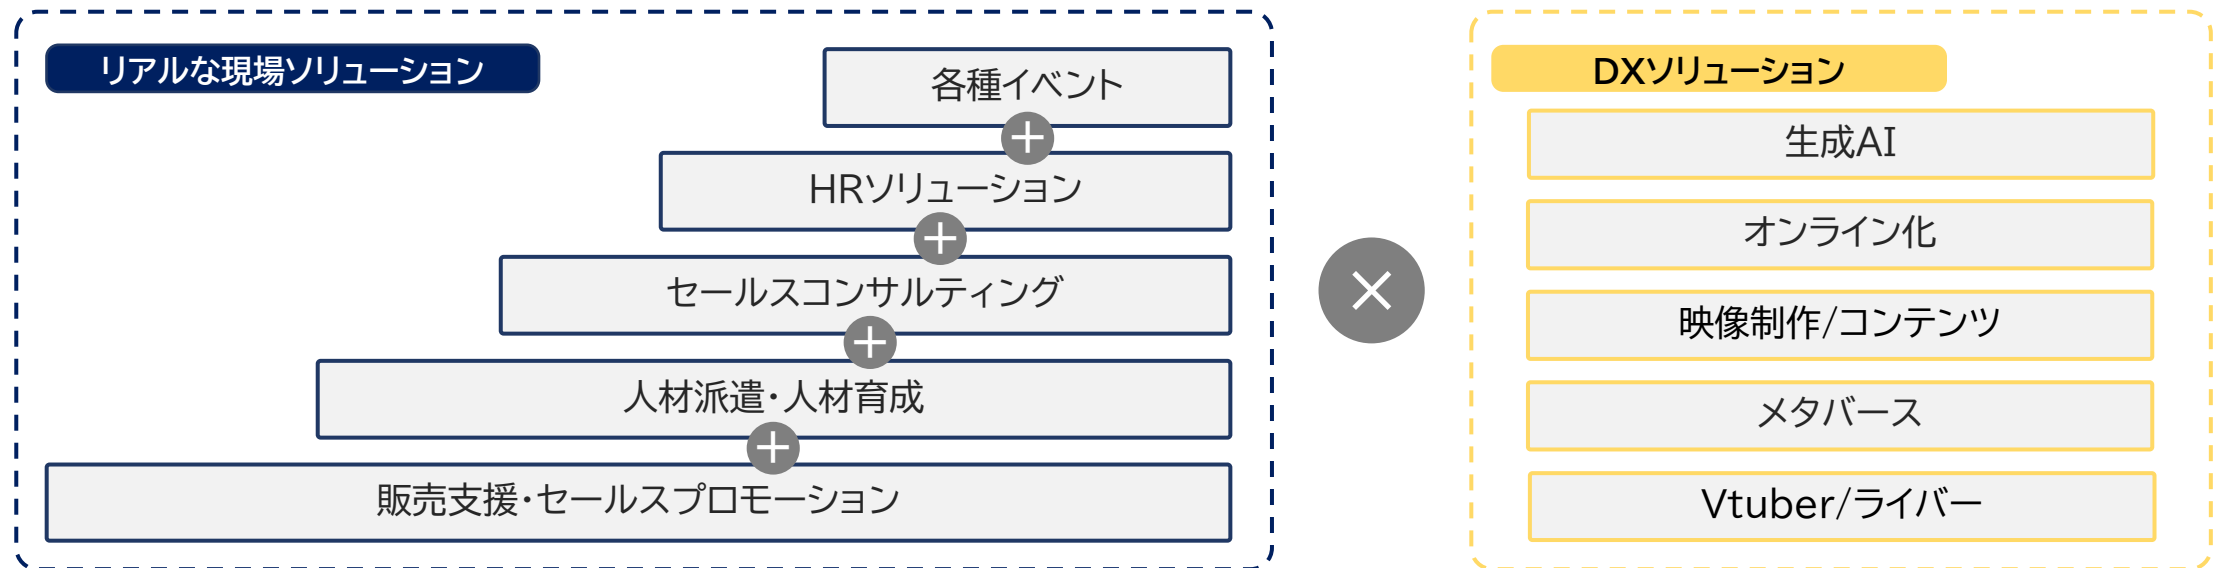 リアルな現場ソリューション
各種イベント
+
HRソリューション
+
セールスコンサルティング
+
人材派遣・人材育成
+
販売支援・セールスプロモーション
×
DXソリューション
生成AI
オンライン化
映像制作/コンテンツ
メタバース
Vtuber/ライバー